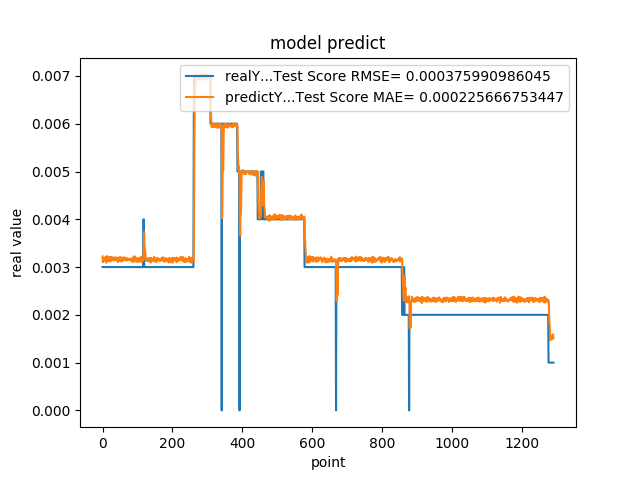 model predict
realY...Test Score RMSE= 0.000375990986045
predictY...Test Score MAE= 0.000225666753447
0.007
0.006
0.005
0.004
0.003
0.002
0.001
0.000
real value
0 200 400 600 800 1000 1200
point